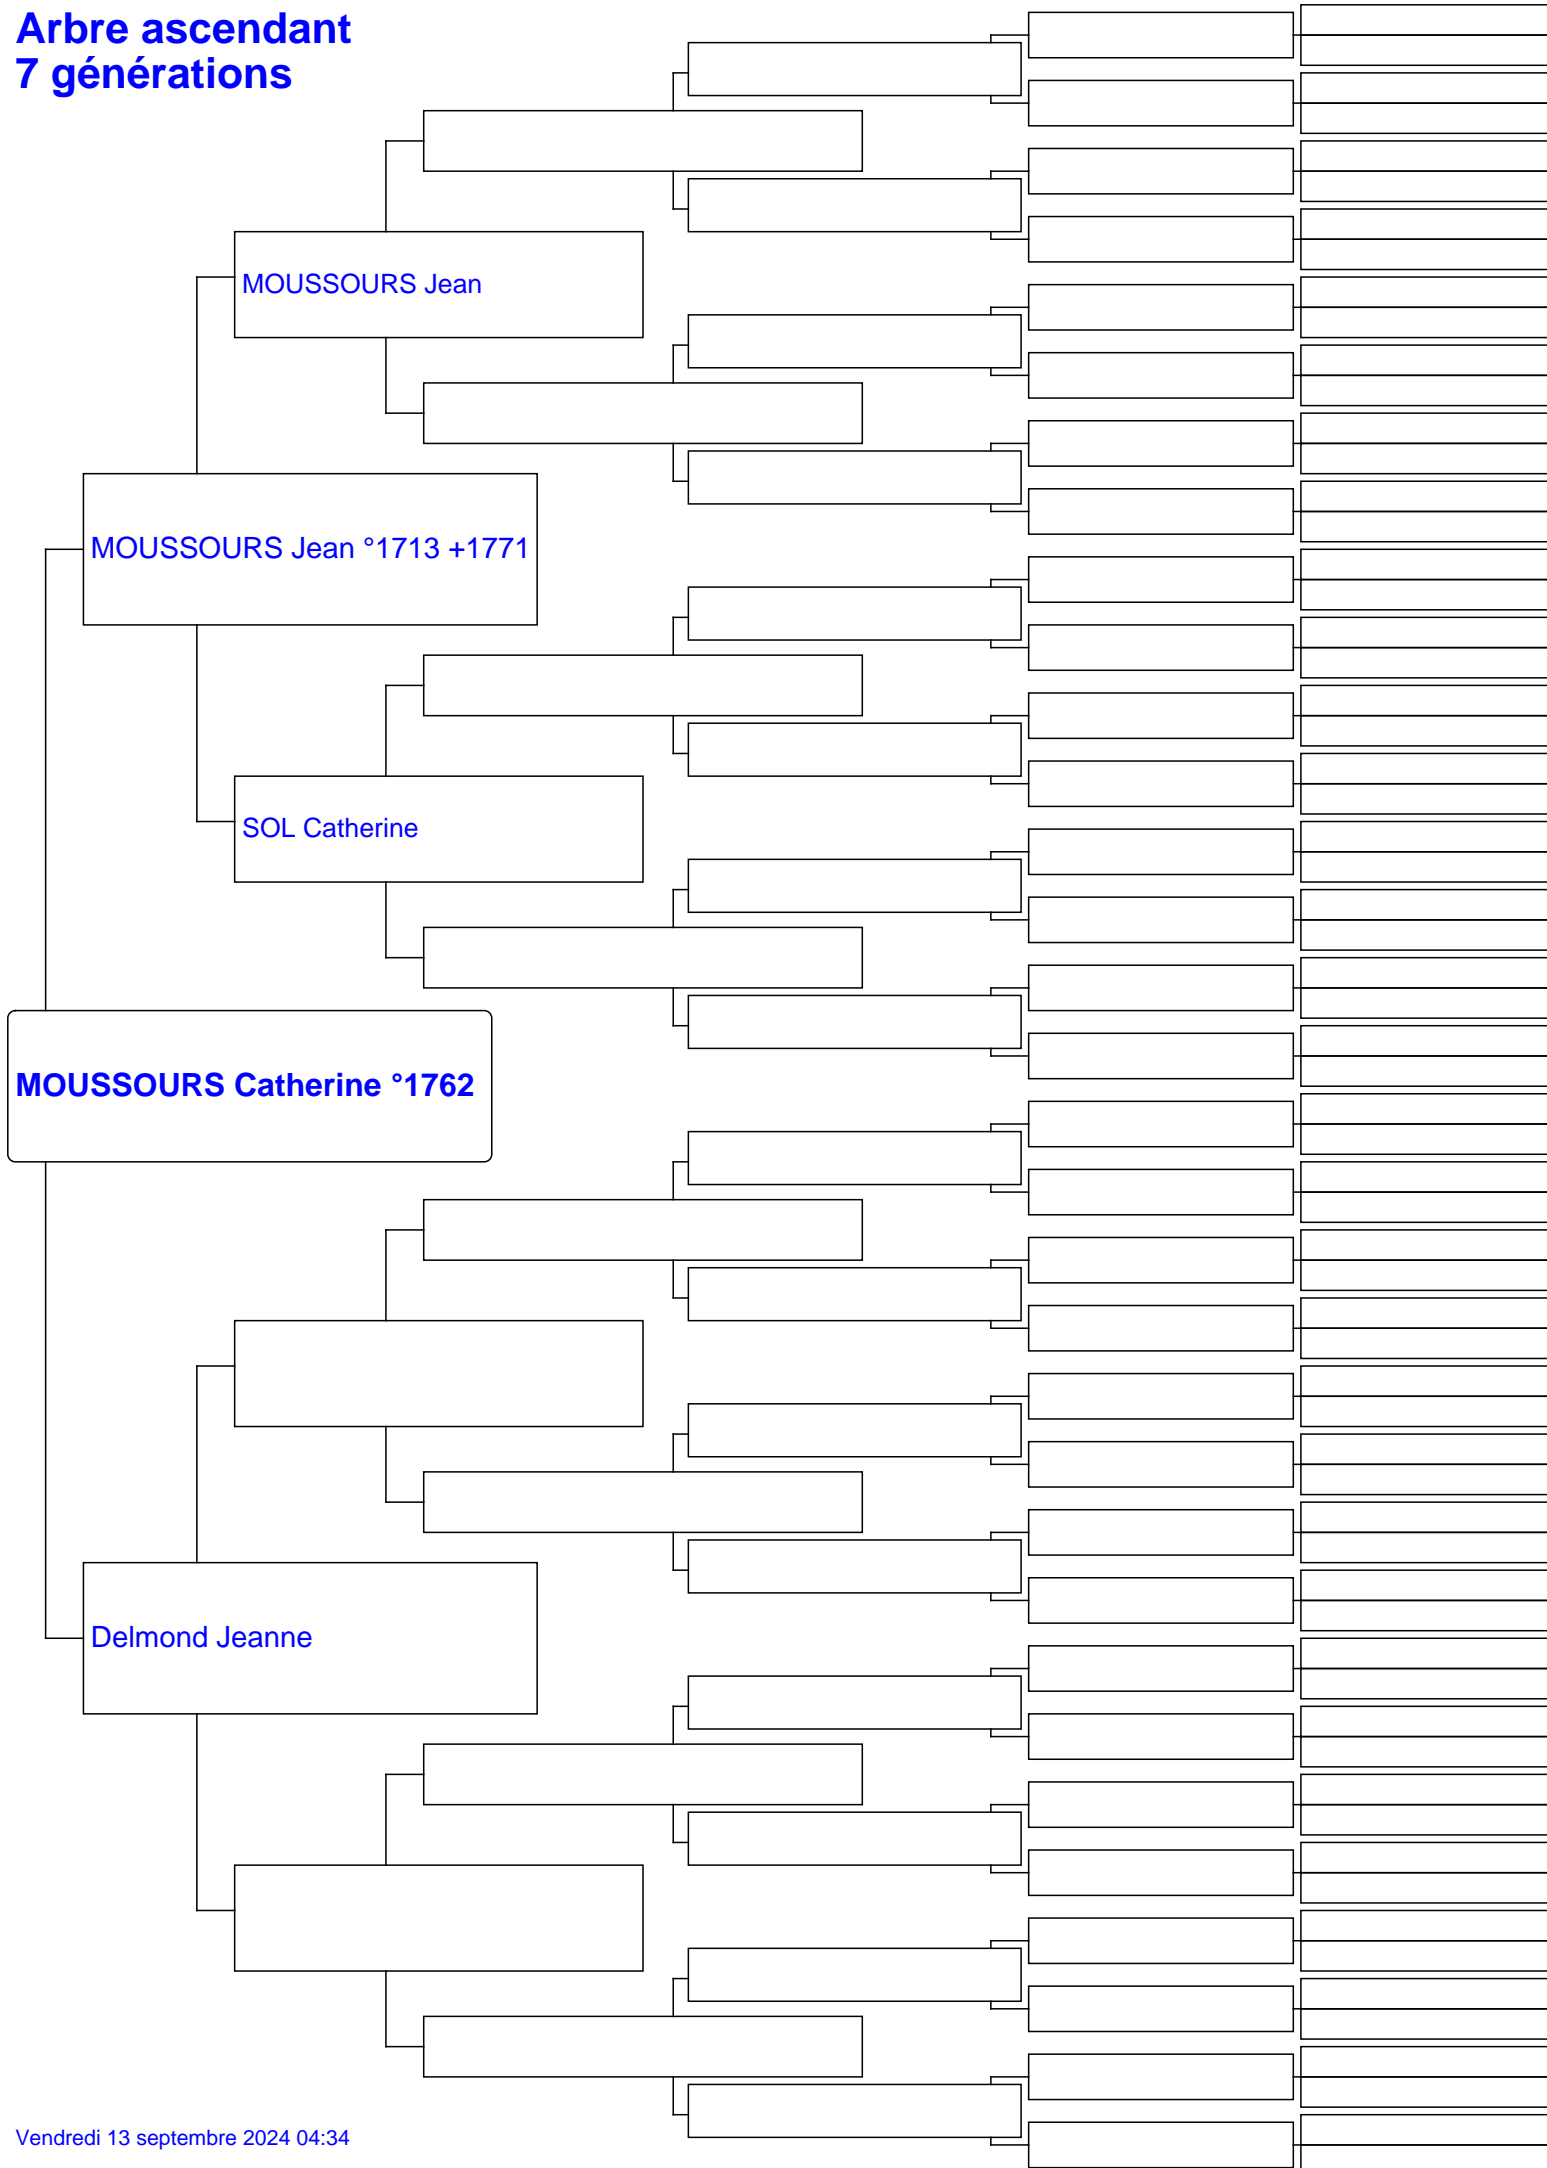 Arbre ascendant
7 générations
MOUSSOURS Jean
MOUSSOURS Jean °1713 +1771
SOL Catherine
MOUSSOURS Catherine °1762
Delmond Jeanne
Vendredi 13 septembre 2024 04:34